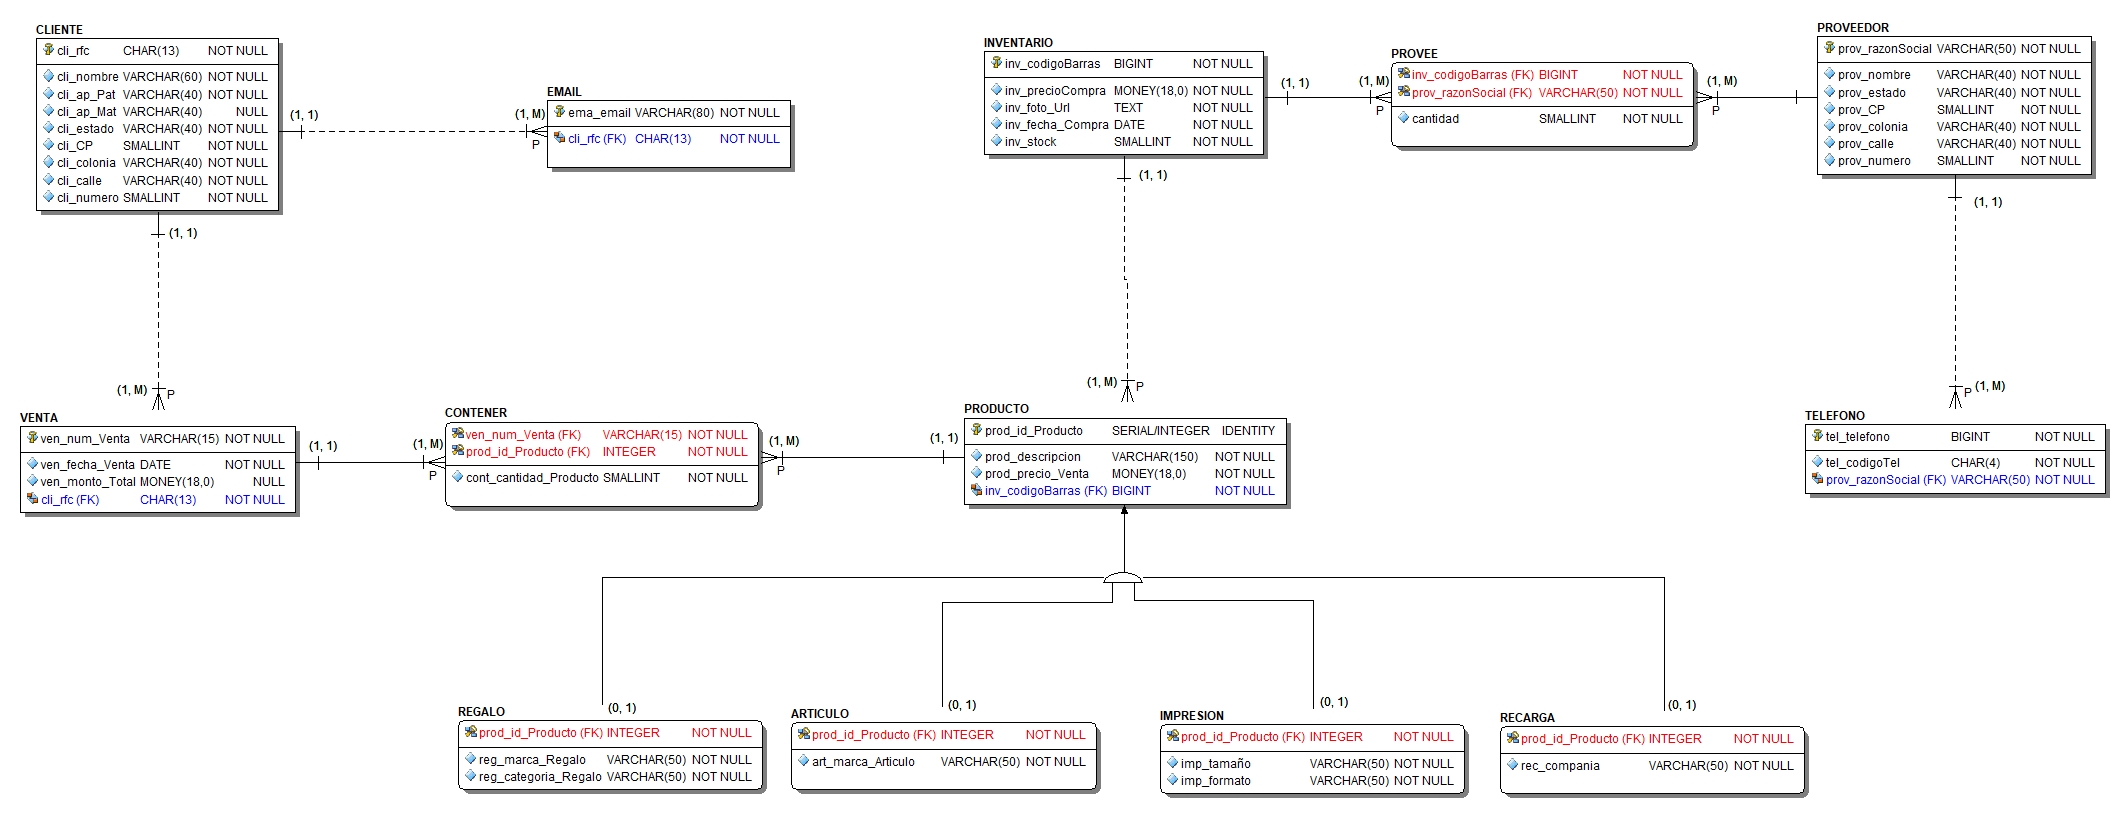 CLIENTE
cli_rfc CHAR(13) NOT NULL
cli_nombre VARCHAR(60) NOT NULL
cli_ap_Pat VARCHAR(40) NOT NULL
cli_ap_Mat VARCHAR(40) NULL
cli_estado VARCHAR(40) NOT NULL
cli_CP SMALLINT NOT NULL
cli_colonia VARCHAR(40) NOT NULL
cli_calle VARCHAR(40) NOT NULL
cli_numero SMALLINT NOT NULL
(1, 1)
(1, M)
P
EMAIL
ema_email VARCHAR(80) NOT NULL
cli_rfc (FK) CHAR(13) NOT NULL
INVENTARIO
inv_codigoBarras BIGINT NOT NULL
inv_precioCompra MONEY(18,0) NOT NULL
inv_foto_Url TEXT NOT NULL
inv_fecha_Compra DATE NOT NULL
inv_stock SMALLINT NOT NULL
(1, 1)
(1, M)
P
PROVEE
inv_codigoBarras (FK) BIGINT NOT NULL
prov_razonSocial (FK) VARCHAR(50) NOT NULL
cantidad SMALLINT NOT NULL
(1, M)
P
PROVEEDOR
prov_razonSocial VARCHAR(50) NOT NULL
prov_nombre VARCHAR(40) NOT NULL
prov_estado VARCHAR(40) NOT NULL
prov_CP SMALLINT NOT NULL
prov_colonia VARCHAR(40) NOT NULL
prov_calle VARCHAR(40) NOT NULL
prov_numero SMALLINT NOT NULL
(1, 1)
(1, M)
P
(1, 1)
(1, M)
P
(1, 1)
(1, M)
P
VENTA
ven_num_Venta VARCHAR(15) NOT NULL
ven_fecha_Venta DATE NOT NULL
ven_monto_Total MONEY(18,0) NULL
cli_rfc (FK) CHAR(13) NOT NULL
(1, 1)
(1, M)
P
CONTENER
ven_num_Venta (FK) VARCHAR(15) NOT NULL
prod_id_Producto (FK) INTEGER NOT NULL
cont_cantidad_Producto SMALLINT NOT NULL
(1, M)
P
(1, 1)
PRODUCTO
prod_id_Producto SERIAL/INTEGER IDENTITY
prod_descripcion VARCHAR(150) NOT NULL
prod_precio_Venta MONEY(18,0) NOT NULL
inv_codigoBarras (FK) BIGINT NOT NULL
TELEFONO
tel_telefono BIGINT NOT NULL
tel_codigoTel CHAR(4) NOT NULL
prov_razonSocial (FK) VARCHAR(50) NOT NULL
(0, 1)
REGALO
prod_id_Producto (FK) INTEGER NOT NULL
reg_marca_Regalo VARCHAR(50) NOT NULL
reg_categoria_Regalo VARCHAR(50) NOT NULL
(0, 1)
ARTICULO
prod_id_Producto (FK) INTEGER NOT NULL
art_marca_Articulo VARCHAR(50) NOT NULL
(0, 1)
IMPRESION
prod_id_Producto (FK) INTEGER NOT NULL
imp_tamaño VARCHAR(50) NOT NULL
imp_formato VARCHAR(50) NOT NULL
(0, 1)
RECARGA
prod_id_Producto (FK) INTEGER NOT NULL
rec_compania VARCHAR(50) NOT NULL